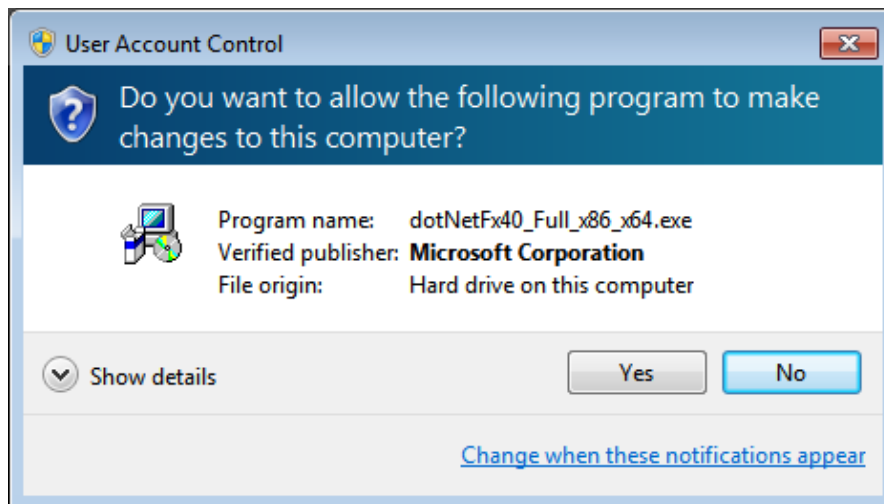 User Account Control
Do you want to allow the following program to make
changes to this computer?
Program name: dotNetFx40_Full_x86_x64.exe
Verified publisher: Microsoft Corporation
File origin: Hard drive on this computer
Show details
Yes
No
Change when these notifications appear